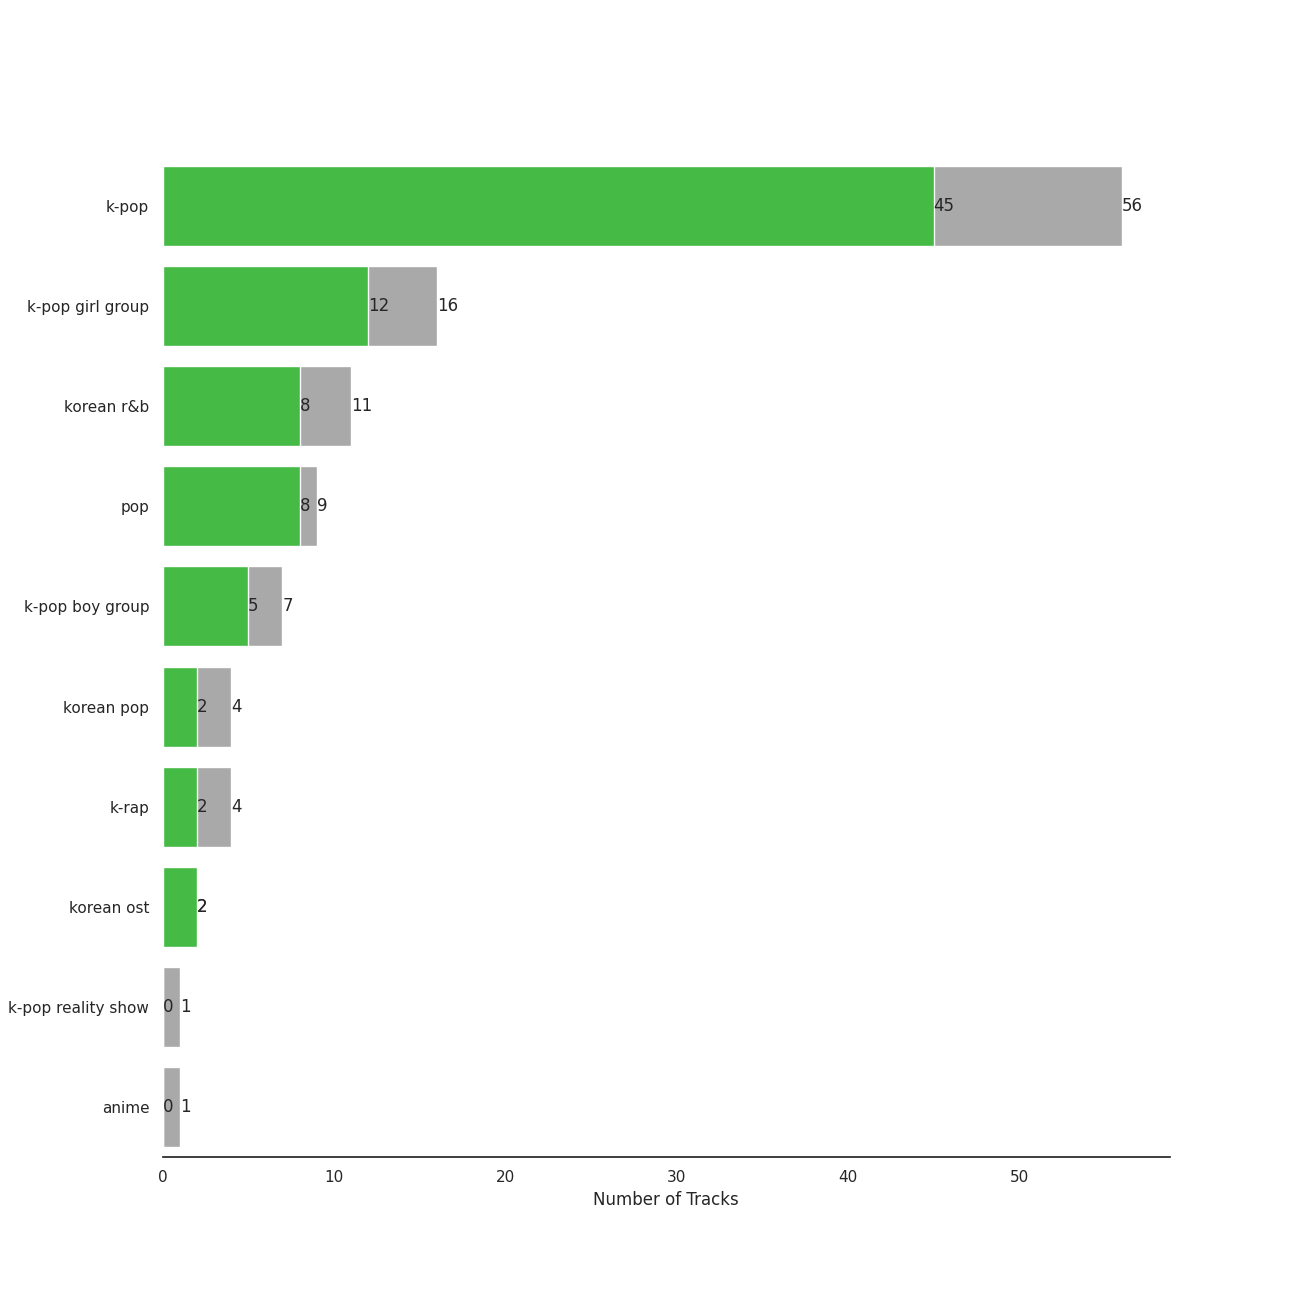 k-pop 45 56
k-pop girl group 12 16
korean r&b 8 11
pop 8 9
k-pop boy group 5 7
korean pop 2 4
k-rap 2 4
korean ost 2
k-pop reality show 0 1
anime 0 1
0 10 20 30 40 50
Number of Tracks